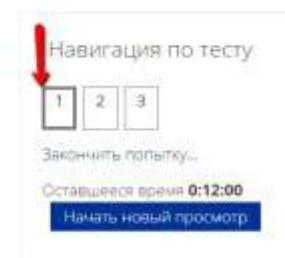 Навигация по тесту
1 2 3
Закончить попытку...
Оставшееся время 0:12:00
Начать новый просмотр